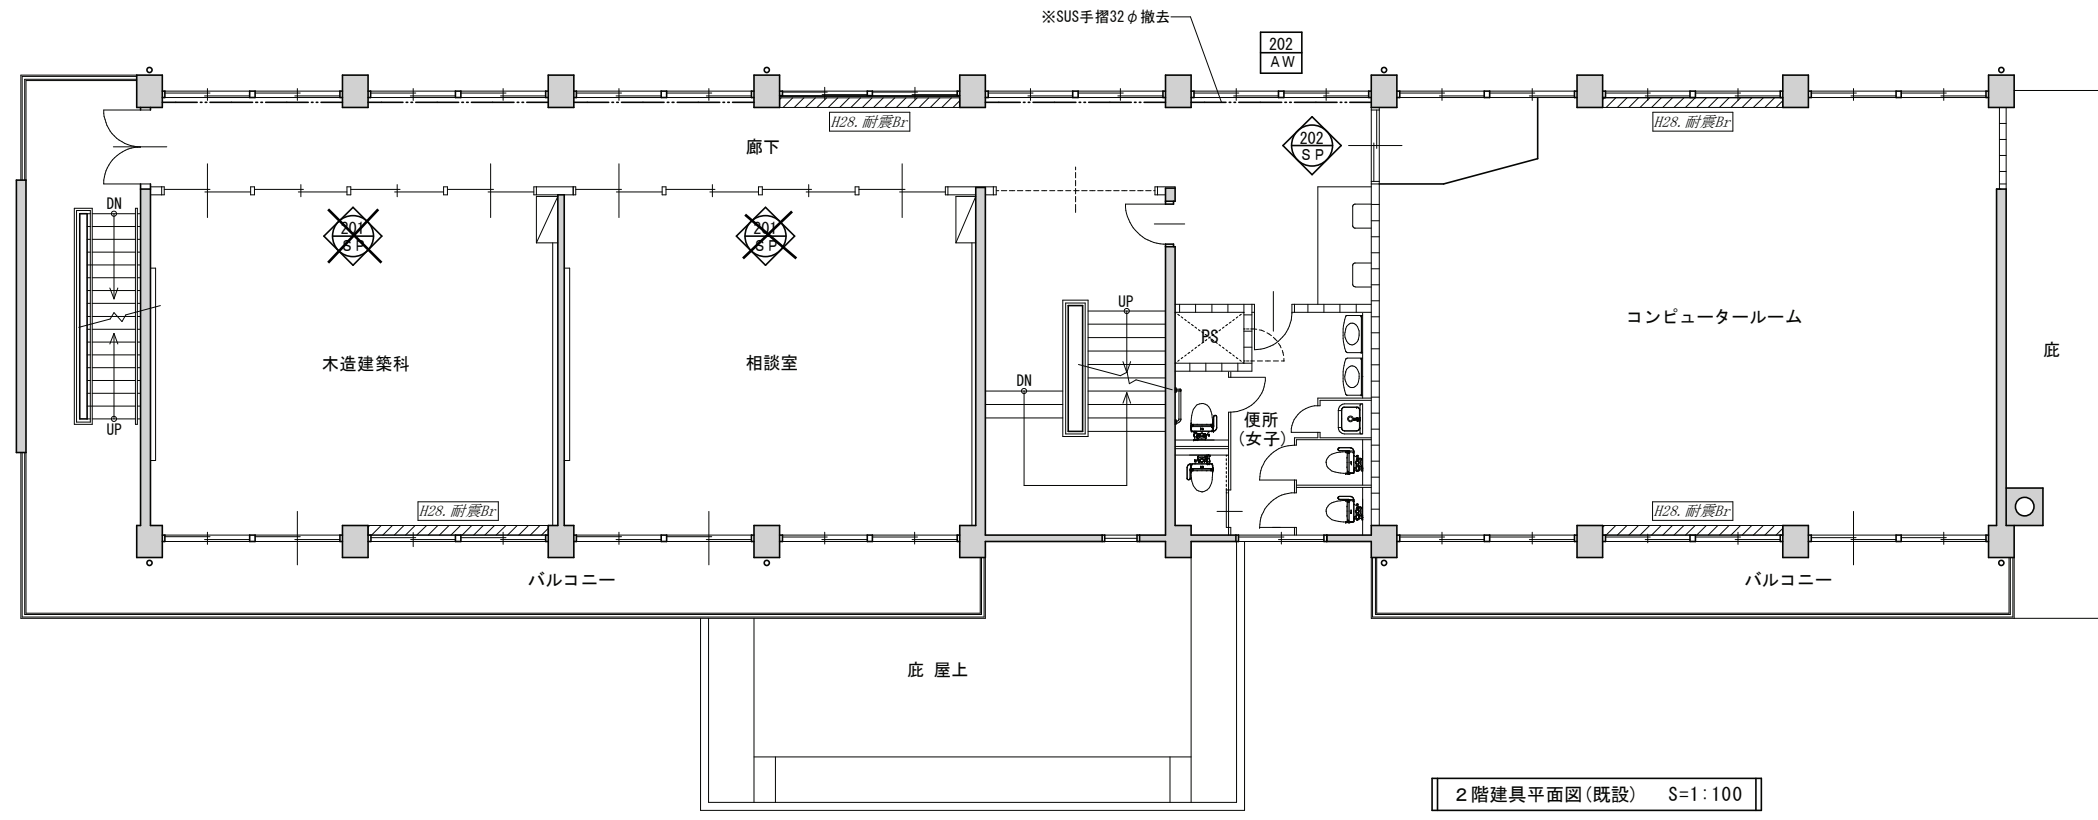 ※SUS手摺32φ撤去
202
AW
H28.耐震Br
H28.耐震Br
廊下
202
SP
DN
201
SP
201
SP
UP
コンピュータールーム
PS
庇
木造建築科
相談室
DN
UP
便所
(女子)
H28.耐震Br
H28.耐震Br
バルコニー
バルコニー
庇 屋上
2階建具平面図(既設) S=1:100